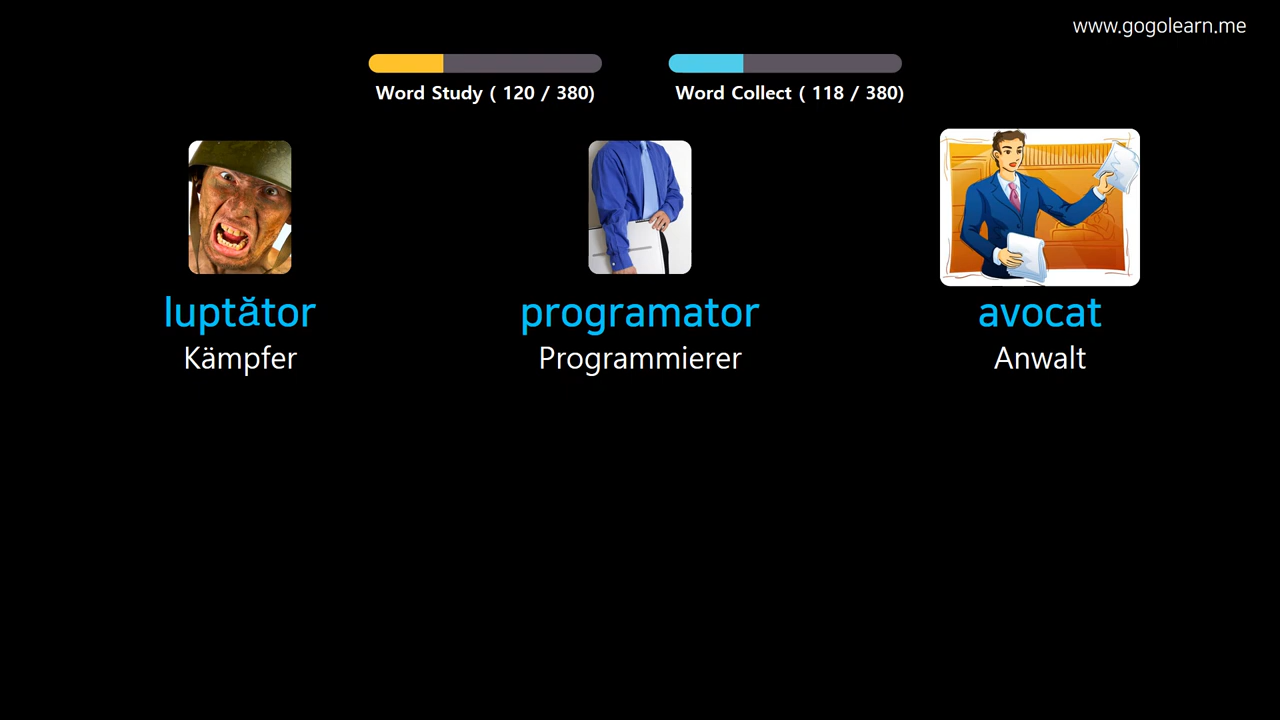 www.gogolearn.me
Word Study ( 120 / 380)
Word Collect ( 118 / 380)
luptător
programator
avocat
Kämpfer
Programmierer
Anwalt